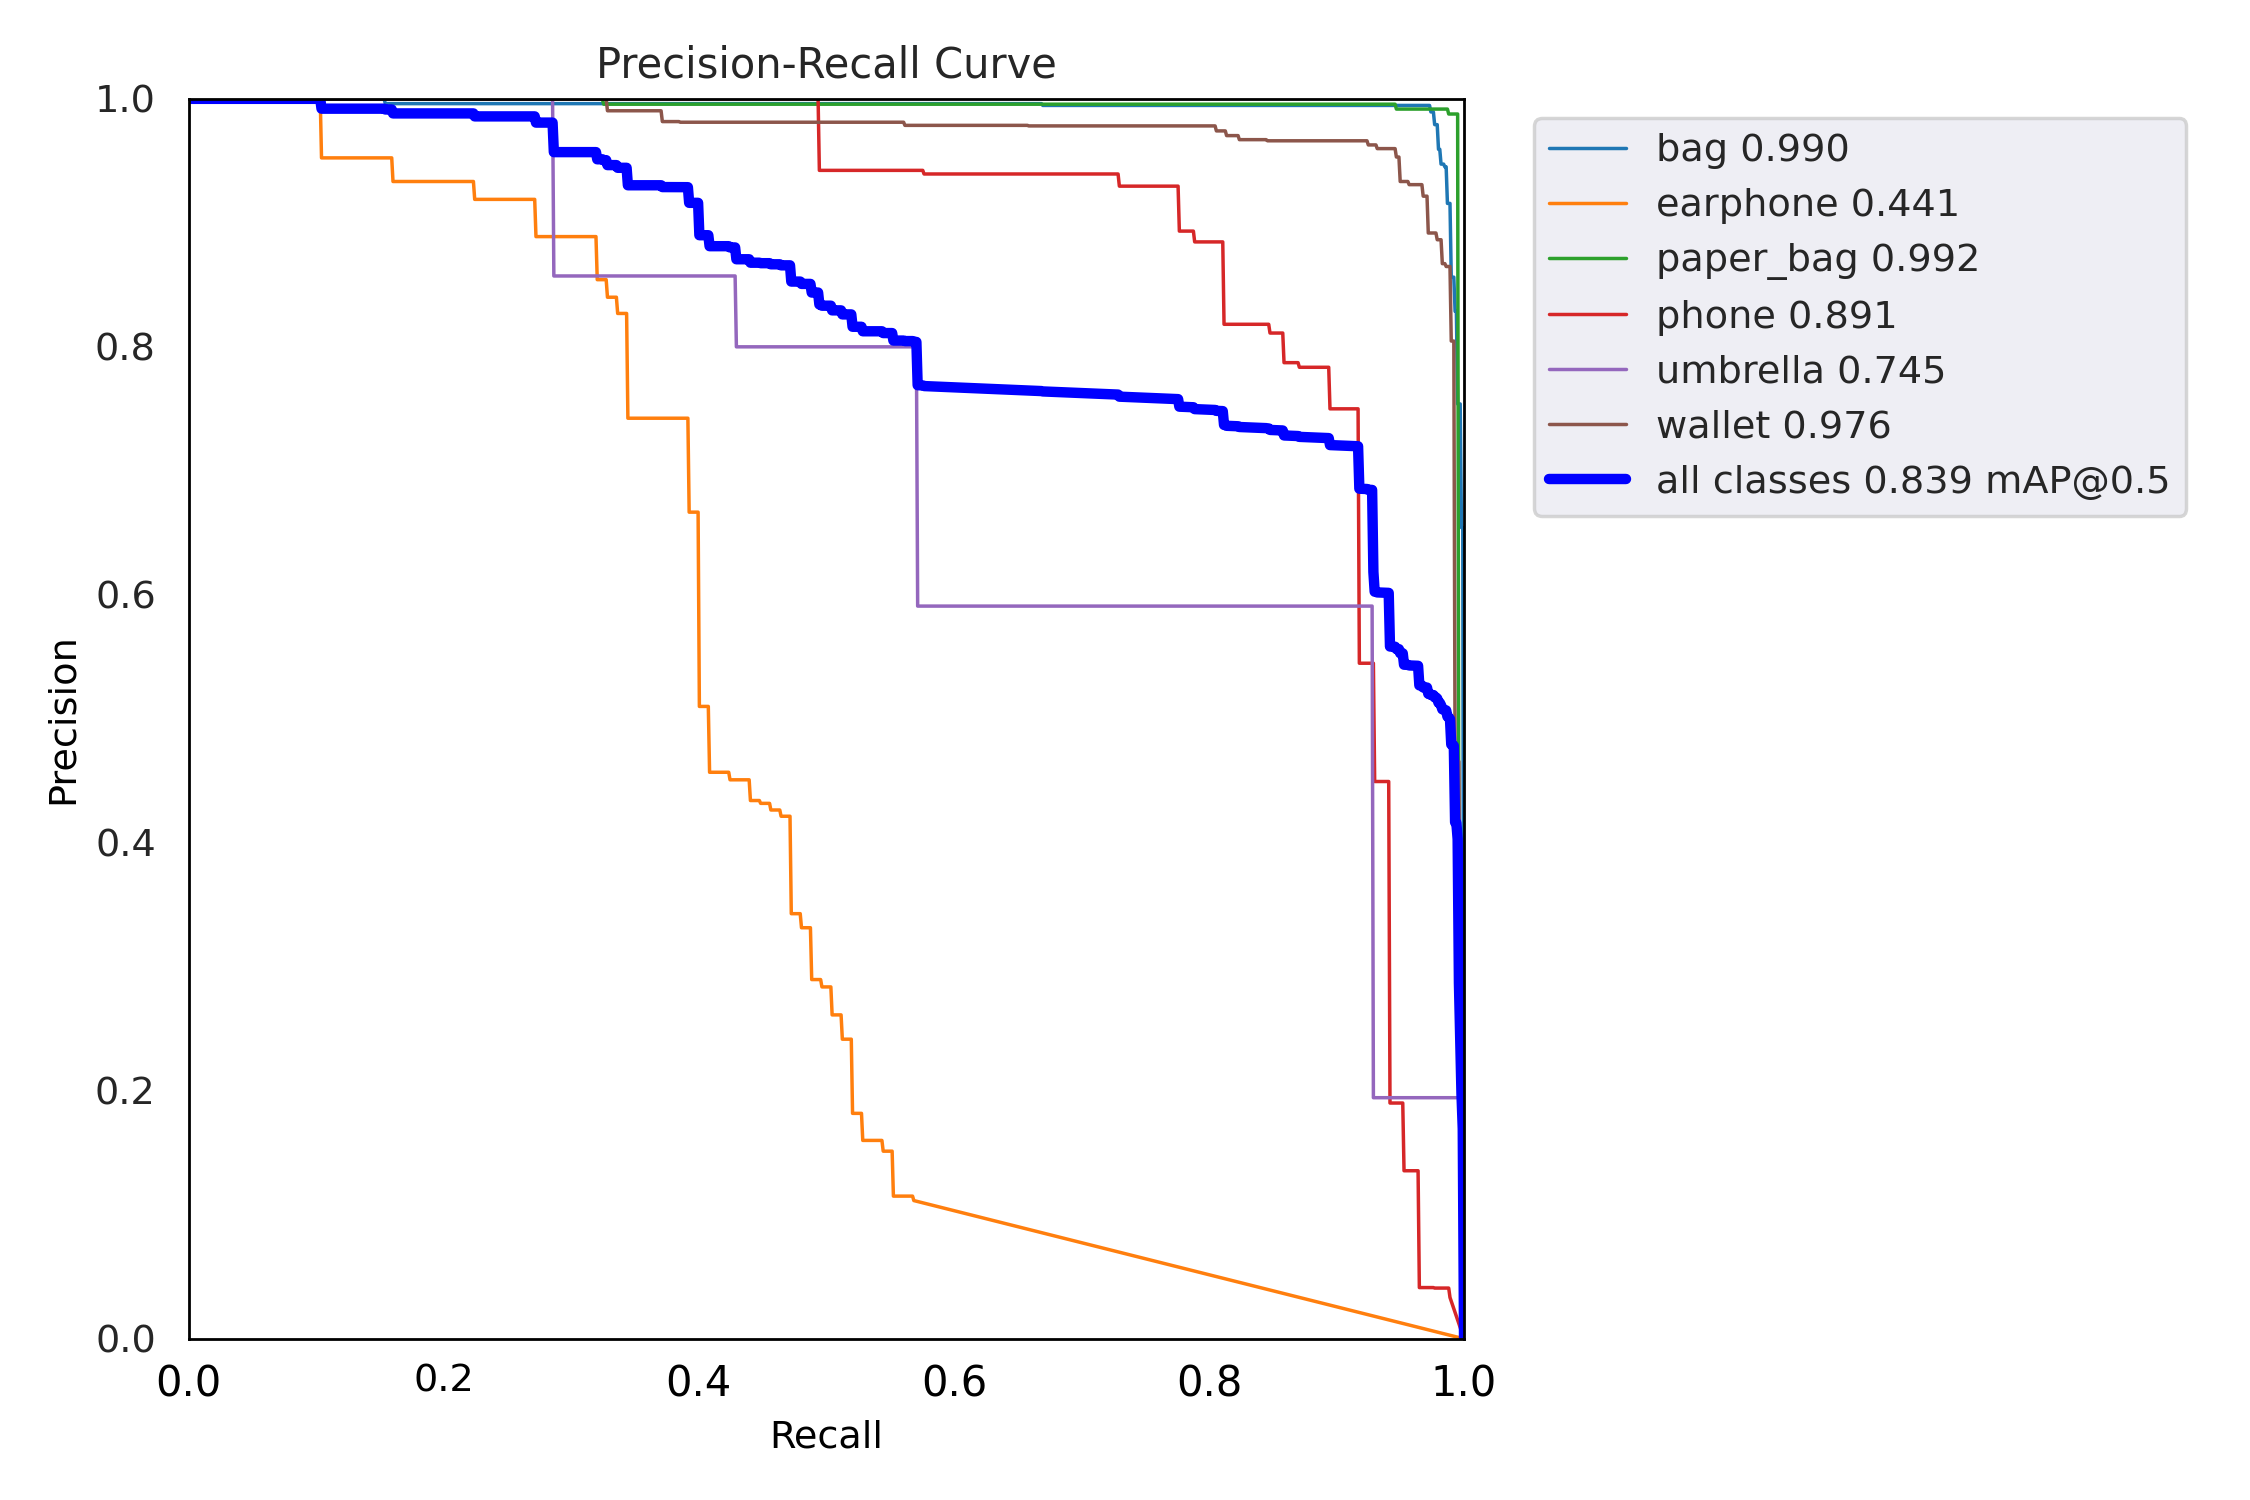 Precision-Recall Curve
1.0
0.8
0.6
0.4
0.2
0.0
Precision
0.0 0.2 0.4 0.6 0.8 1.0
Recall
bag 0.990
earphone 0.441
paper_bag 0.992
phone 0.891
umbrella 0.745
wallet 0.976
all classes 0.839 mAP@0.5